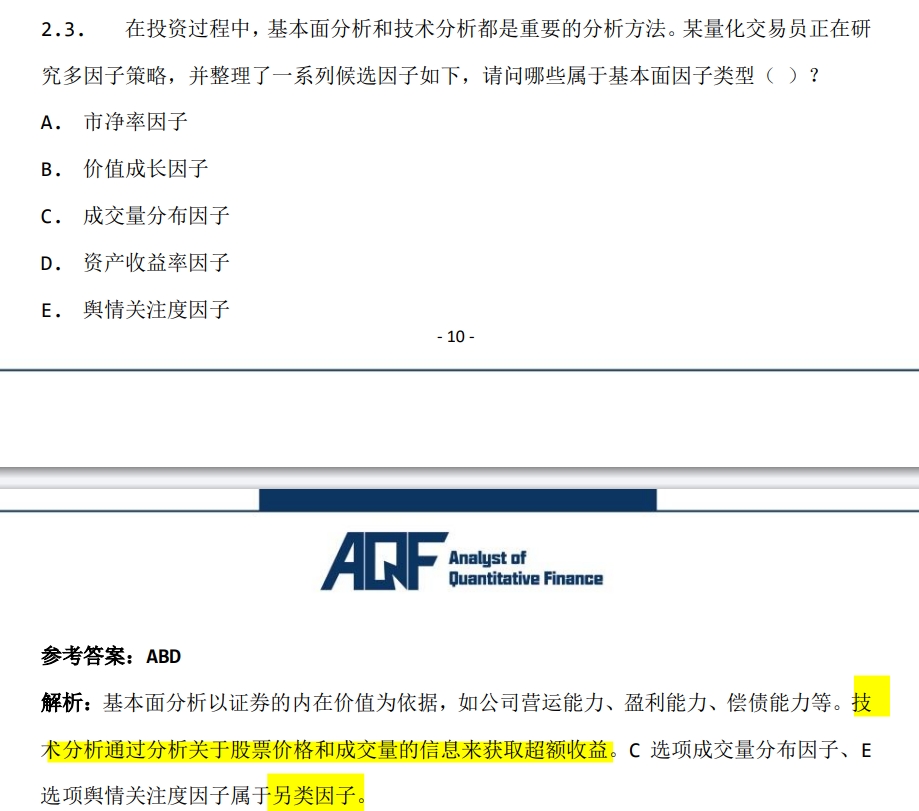 2.3. 在投资过程中，基本面分析和技术分析都是重要的分析方法。某量化交易员正在研
究多因子策略，并整理了一系列候选因子如下，请问哪些属于基本面因子类型（ ）？
A. 市净率因子
B. 价值成长因子
C. 成交量分布因子
D. 资产收益率因子
E. 舆情关注度因子
- 10 -
AQF Analyst of
Quantitative Finance
参考答案：ABD
解析：基本面分析以证券的内在价值为依据，如公司营运能力、盈利能力、偿债能力等。技
术分析通过分析关于股票价格和成交量的信息来获取超额收益。C 选项成交量分布因子、E
选项舆情关注度因子属于另类因子。